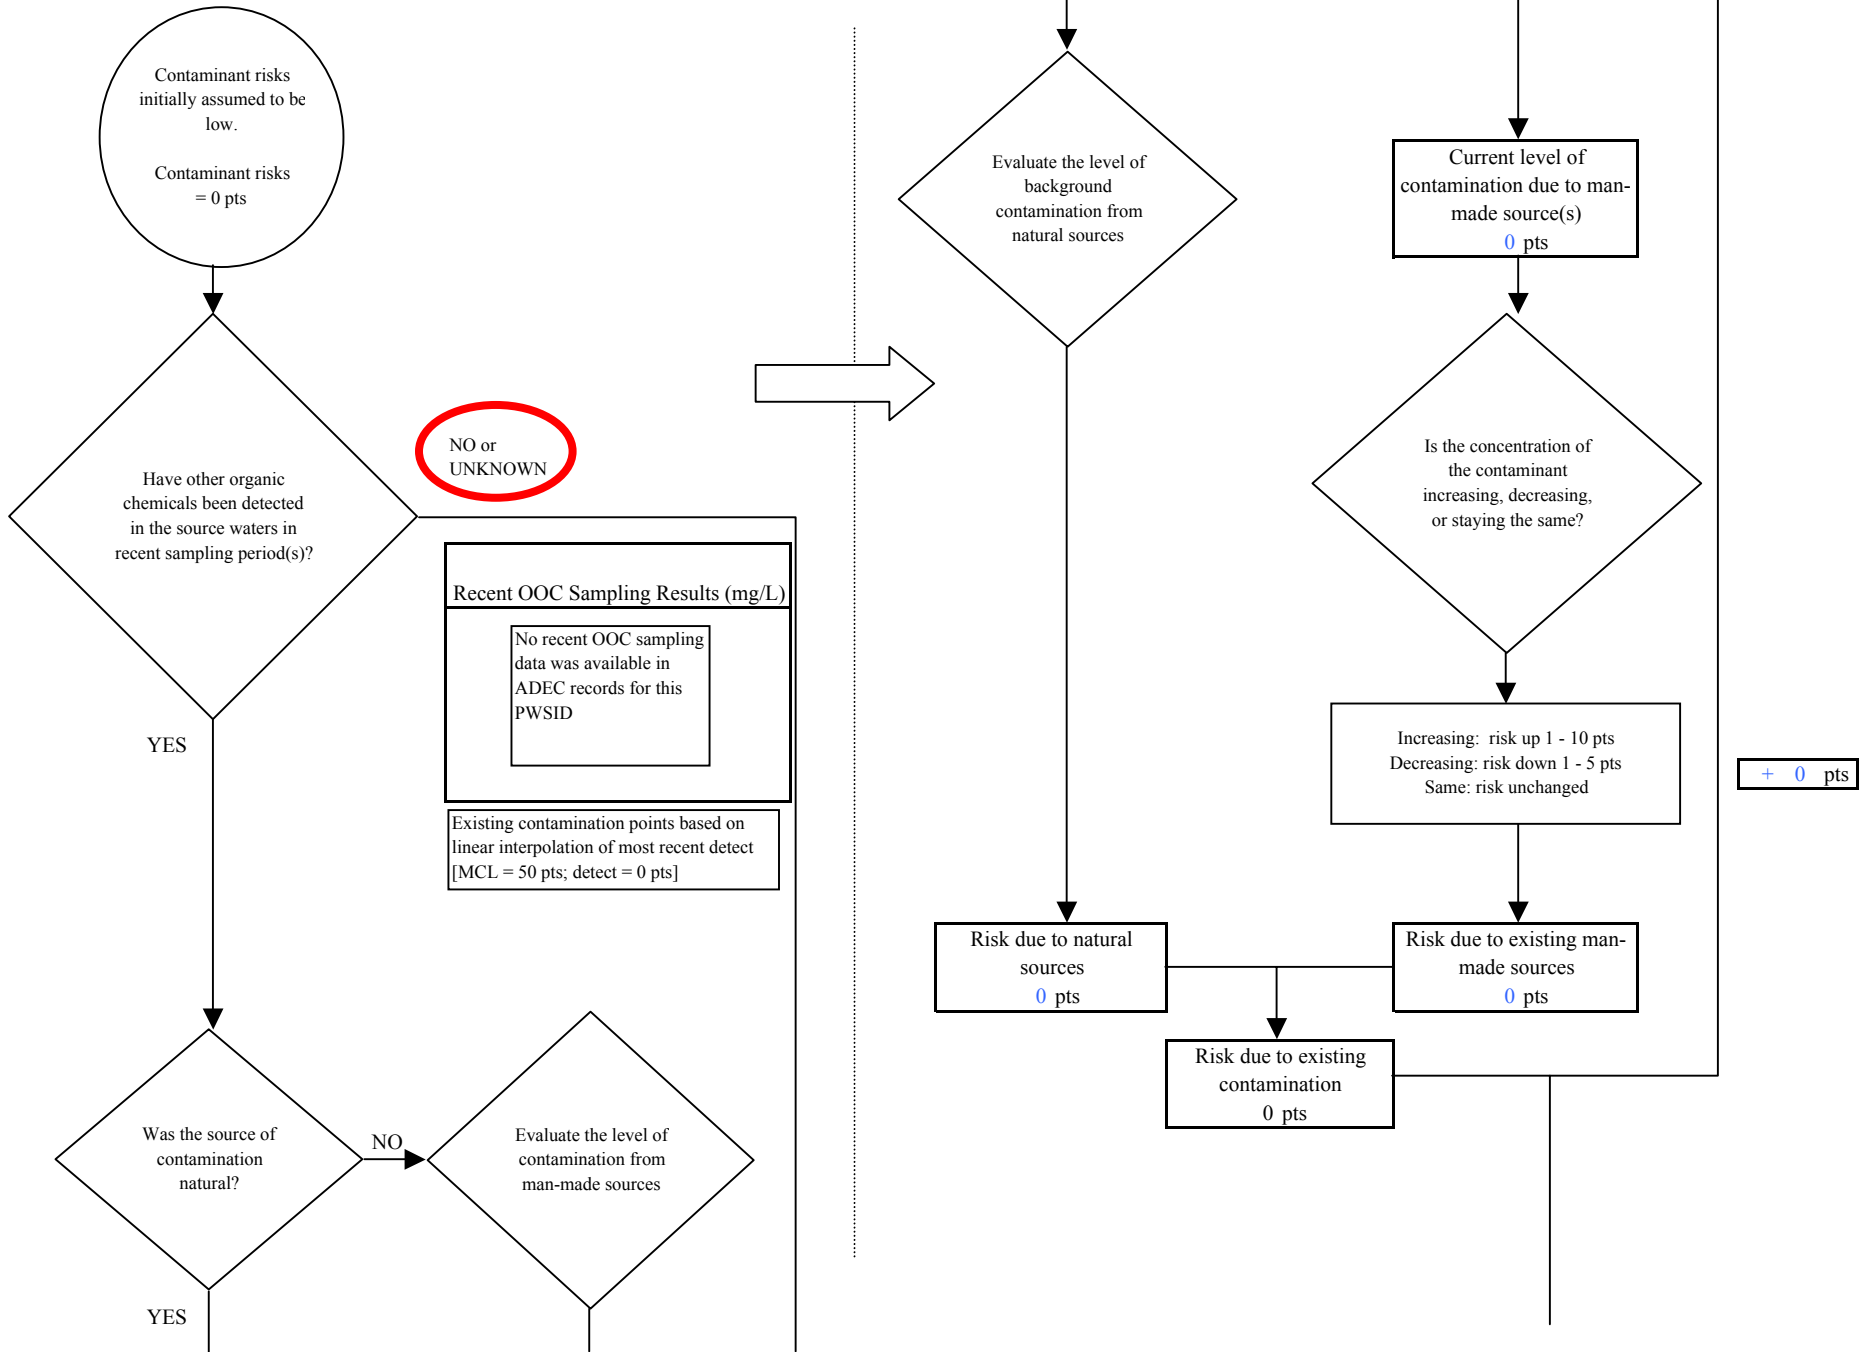 Contaminant risks
initially assumed to be
low.
Contaminant risks
= 0 pts
Have other organic
chemicals been detected
in the source waters in
recent sampling period(s)?
NO or
UNKNOWN
Recent OOC Sampling Results (mg/L)
No recent OOC sampling
data was available in
ADEC records for this
PWSID
Existing contamination points based on
linear interpolation of most recent detect
[MCL = 50 pts; detect = 0 pts]
YES
Was the source of
contamination
natural?
NO
Evaluate the level of
contamination from
man-made sources
YES
Evaluate the level of
background
contamination from
natural sources
Current level of
contamination due to man-
made source(s)
0 pts
Is the concentration of
the contaminant
increasing, decreasing,
or staying the same?
Increasing: risk up 1 - 10 pts
Decreasing: risk down 1 - 5 pts
Same: risk unchanged
+ 0 pts
Risk due to natural
sources
0 pts
Risk due to existing man-
made sources
0 pts
Risk due to existing
contamination
0 pts